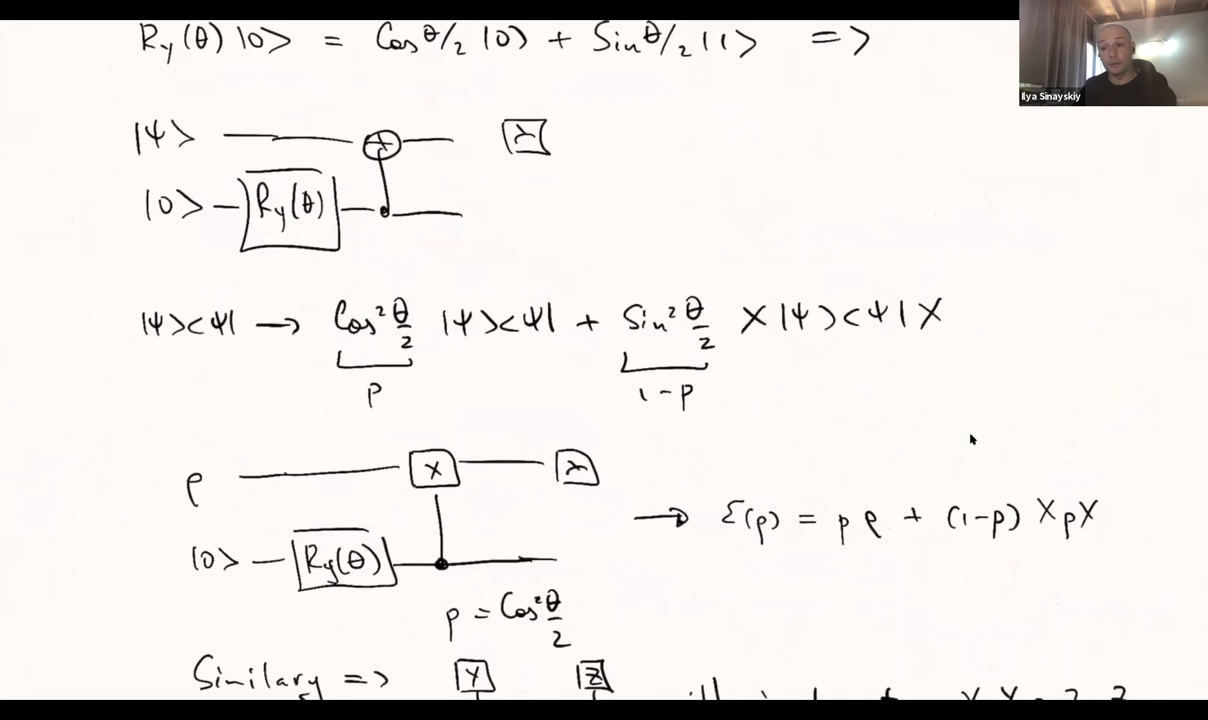 Ry(θ)|0> = Cos θ/2 |0> + Sin θ/2 |1> =>
Ilya Sinayskiy
|Ψ>
|0> Ry(θ)
|Ψ><Ψ| → Cos² θ/2 |Ψ><Ψ| + Sin² θ/2 X|Ψ><Ψ|X
p 1-p
ρ X
→ Ɛ(ρ) = p ρ + (1-p) XρX
|0> Ry(θ)
p = Cos² θ/2
Similary => Y Z